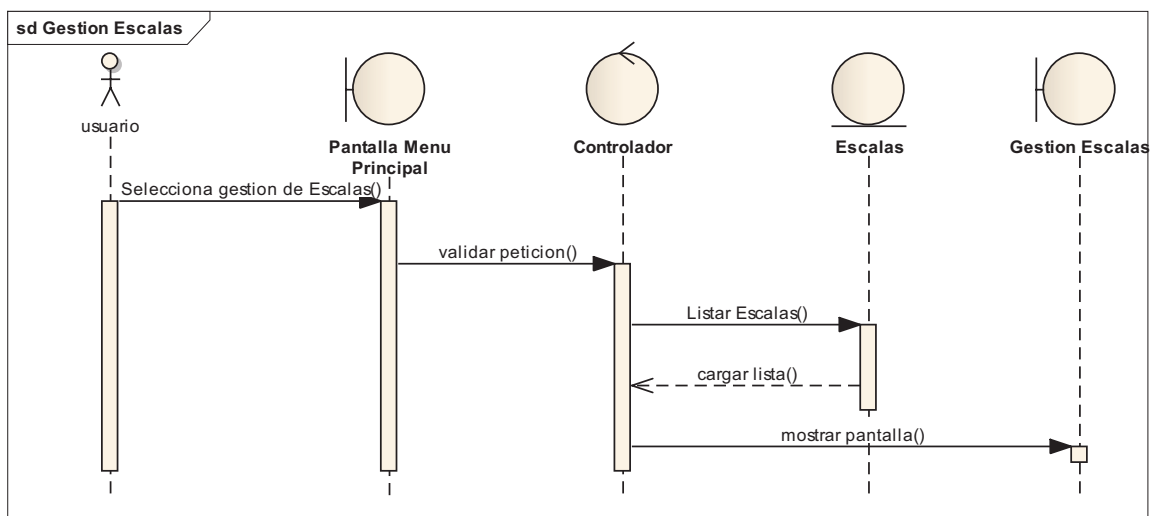 sd Gestion Escalas
usuario
Pantalla Menu
Principal
Controlador
Escalas
Gestion Escalas
Selecciona gestion de Escalas()
validar peticion()
Listar Escalas()
cargar lista()
mostrar pantalla()